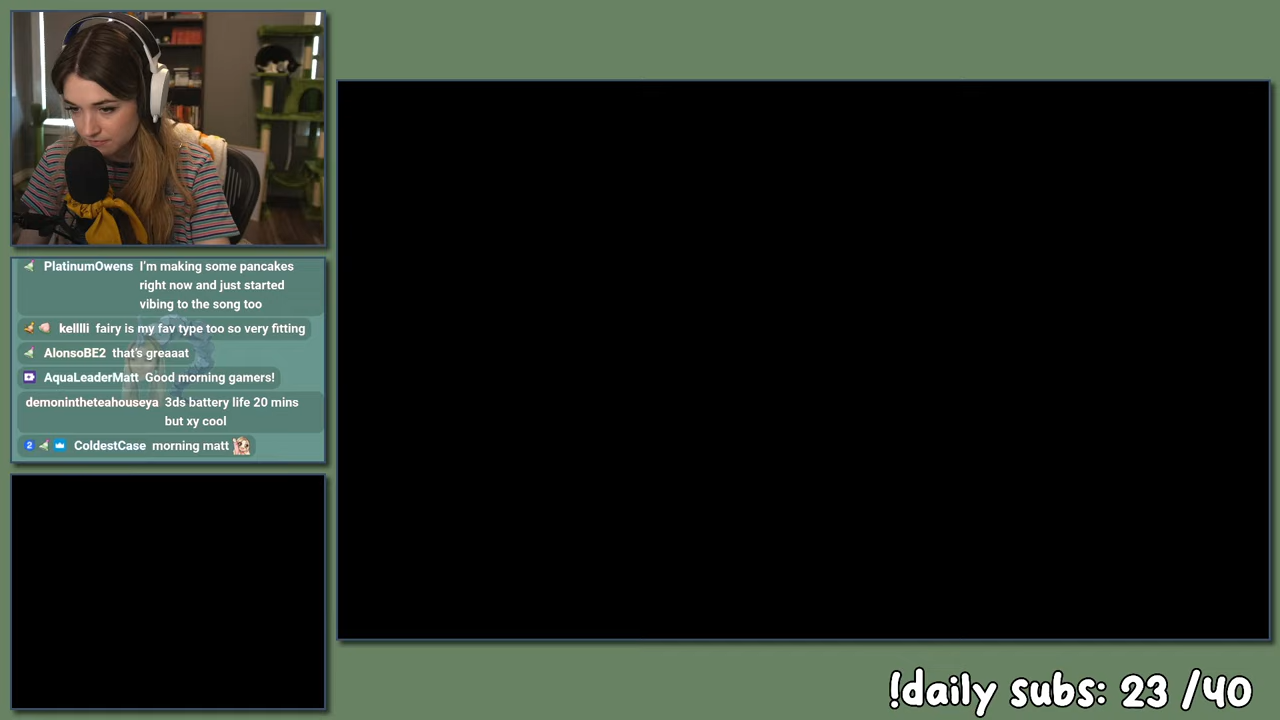 PlatinumOwens I'm making some pancakes
right now and just started
vibing to the song too
kelllli fairy is my fav type too so very fitting
AlonsoBE2 that's greaaat
AquaLeaderMatt Good morning gamers!
demonintheteahouseya 3ds battery life 20 mins
but xy cool
2 ColdestCase morning matt
!daily subs: 23 /40